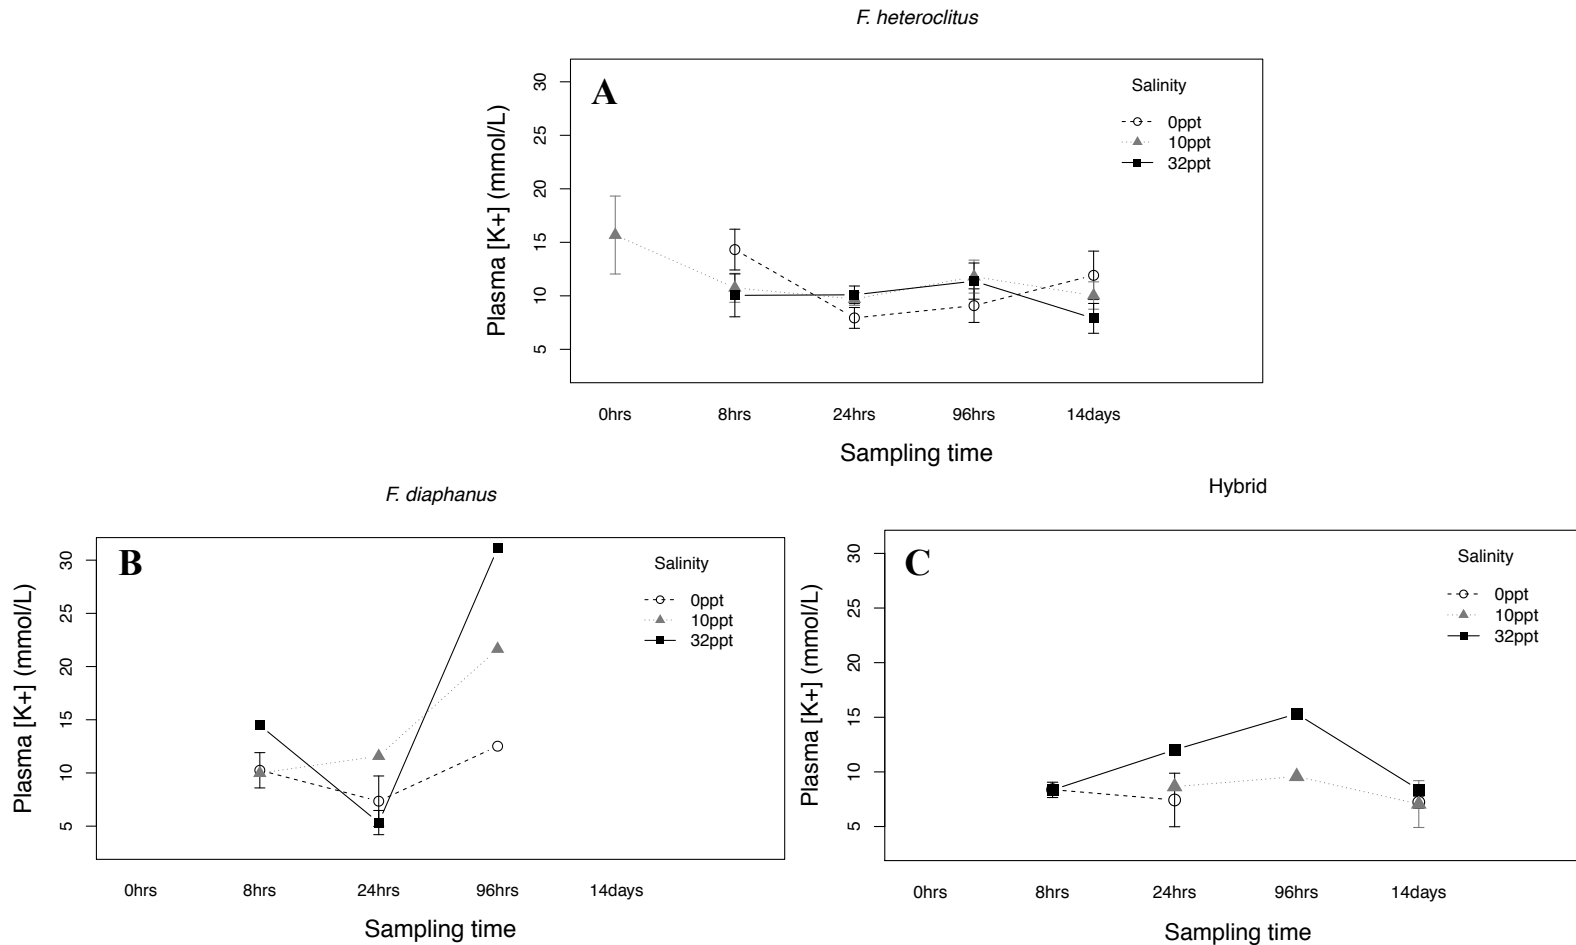 F. heteroclitus
A
Salinity
0ppt
10ppt
32ppt
Plasma [K+] (mmol/L)
30
25
20
15
10
5
0hrs 8hrs 24hrs 96hrs 14days
Sampling time
F. diaphanus
B
Salinity
0ppt
10ppt
32ppt
Plasma [K+] (mmol/L)
30
25
20
15
10
5
0hrs 8hrs 24hrs 96hrs 14days
Sampling time
Hybrid
C
Salinity
0ppt
10ppt
32ppt
Plasma [K+] (mmol/L)
30
25
20
15
10
5
0hrs 8hrs 24hrs 96hrs 14days
Sampling time